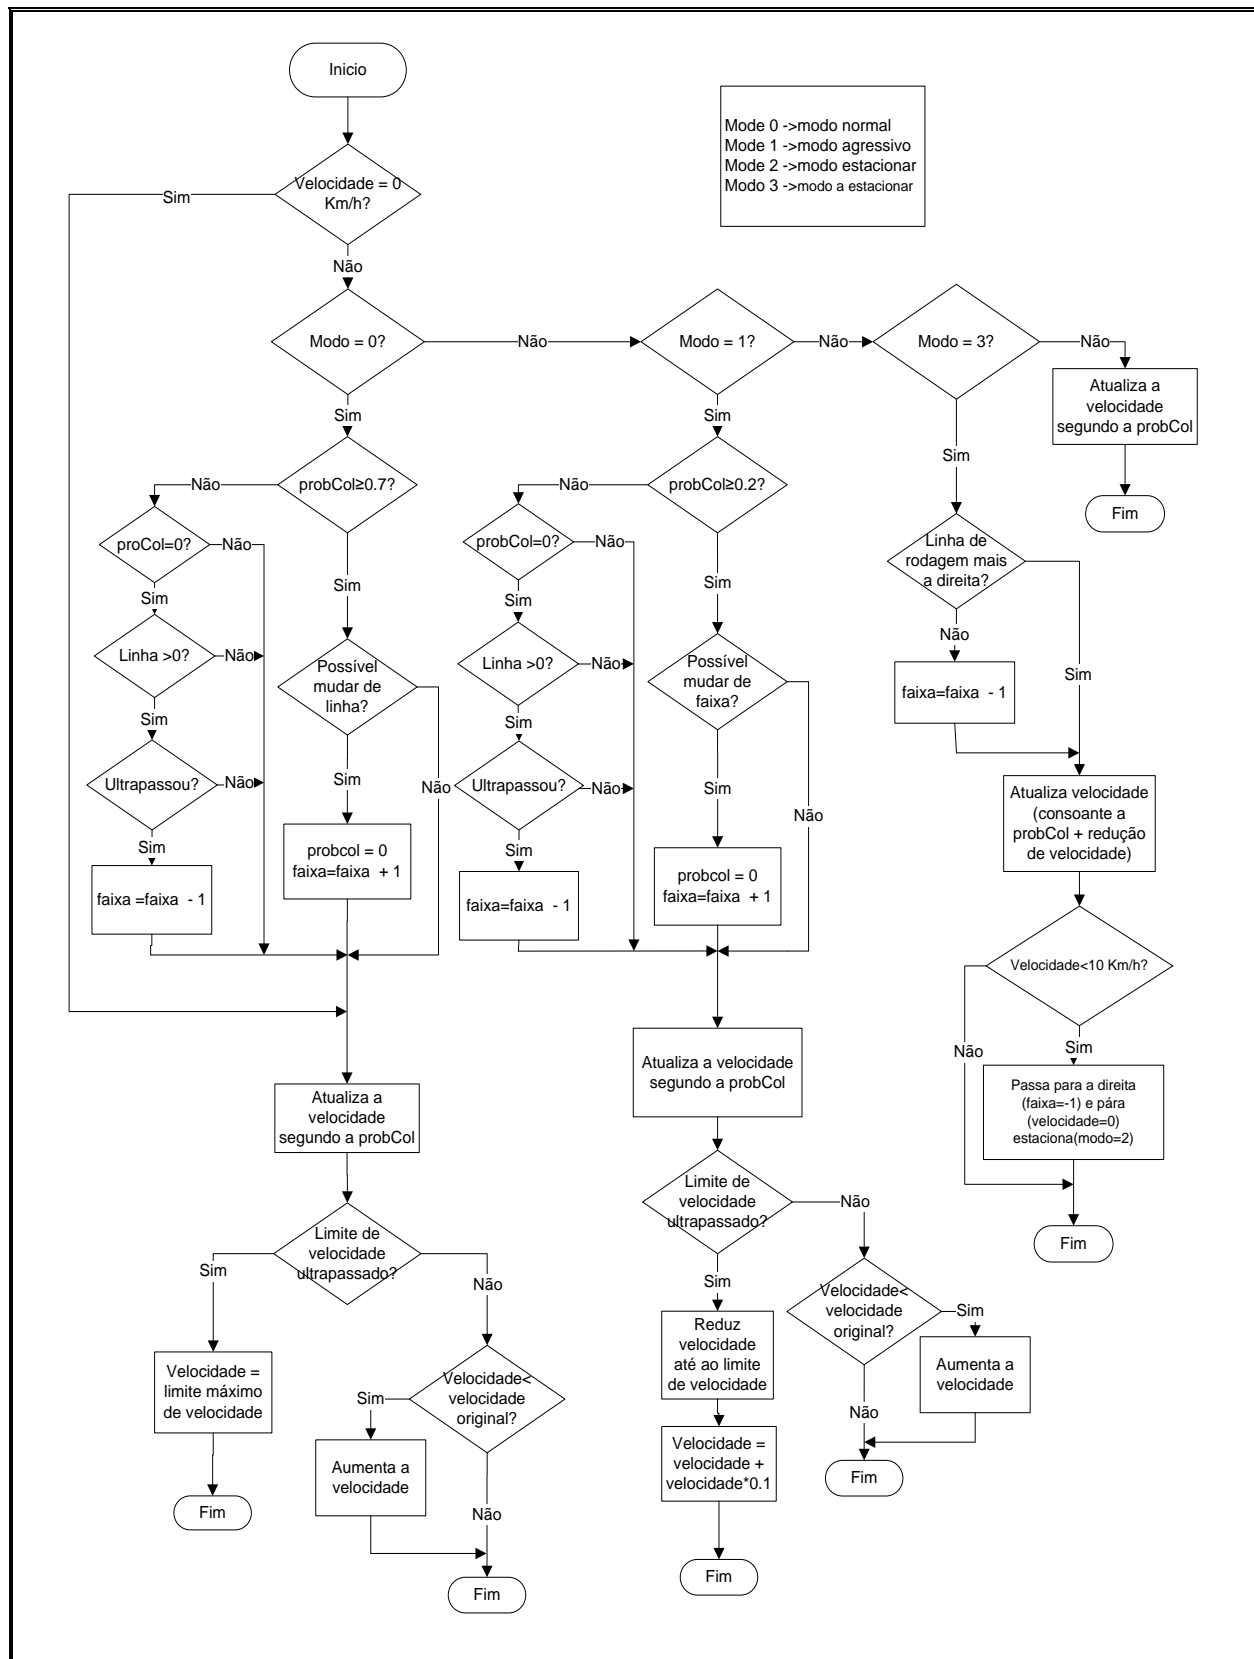 Inicio
Mode 0 ->modo normal
Mode 1 ->modo agressivo
Mode 2 ->modo estacionar
Modo 3 ->modo a estacionar
Velocidade = 0
Km/h?
Sim
Não
Modo = 0?
Não
Modo = 1?
Não
Modo = 3?
Não
Atualiza a
velocidade
segundo a probCol
Fim
Sim
Sim
Sim
probCol≥0.7?
Não
proCol=0?
Não
Sim
Linha >0?
Não
Sim
Ultrapassou?
Não
Sim
faixa =faixa - 1
Sim
Possível
mudar de
linha?
Sim
Não
probcol = 0
faixa=faixa + 1
probCol≥0.2?
Não
probCol=0?
Não
Sim
Linha >0?
Não
Sim
Ultrapassou?
Não
Sim
faixa=faixa - 1
Sim
Possível
mudar de
faixa?
Sim
Não
probcol = 0
faixa=faixa + 1
Linha de
rodagem mais
a direita?
Não
Sim
faixa=faixa - 1
Atualiza velocidade
(consoante a
probCol + redução
de velocidade)
Velocidade<10 Km/h?
Não
Sim
Passa para a direita
(faixa=-1) e pára
(velocidade=0)
estaciona(modo=2)
Fim
Atualiza a
velocidade
segundo a probCol
Limite de
velocidade
ultrapassado?
Sim
Não
Velocidade =
limite máximo
de velocidade
Fim
Velocidade<
velocidade
original?
Sim
Não
Aumenta a
velocidade
Fim
Atualiza a velocidade
segundo a probCol
Limite de
velocidade
ultrapassado?
Não
Sim
Reduz
velocidade
até ao limite
de velocidade
Velocidade =
velocidade +
velocidade*0.1
Fim
Velocidade<
velocidade
original?
Sim
Não
Aumenta a
velocidade
Fim